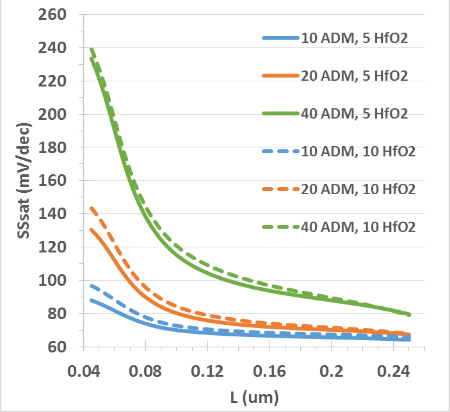 260
240
220
200
180
160
140
120
100
80
60
SSsat (mV/dec)
10 ADM, 5 HfO2
20 ADM, 5 HfO2
40 ADM, 5 HfO2
10 ADM, 10 HfO2
20 ADM, 10 HfO2
40 ADM, 10 HfO2
0.04 0.08 0.12 0.16 0.2 0.24
L (um)